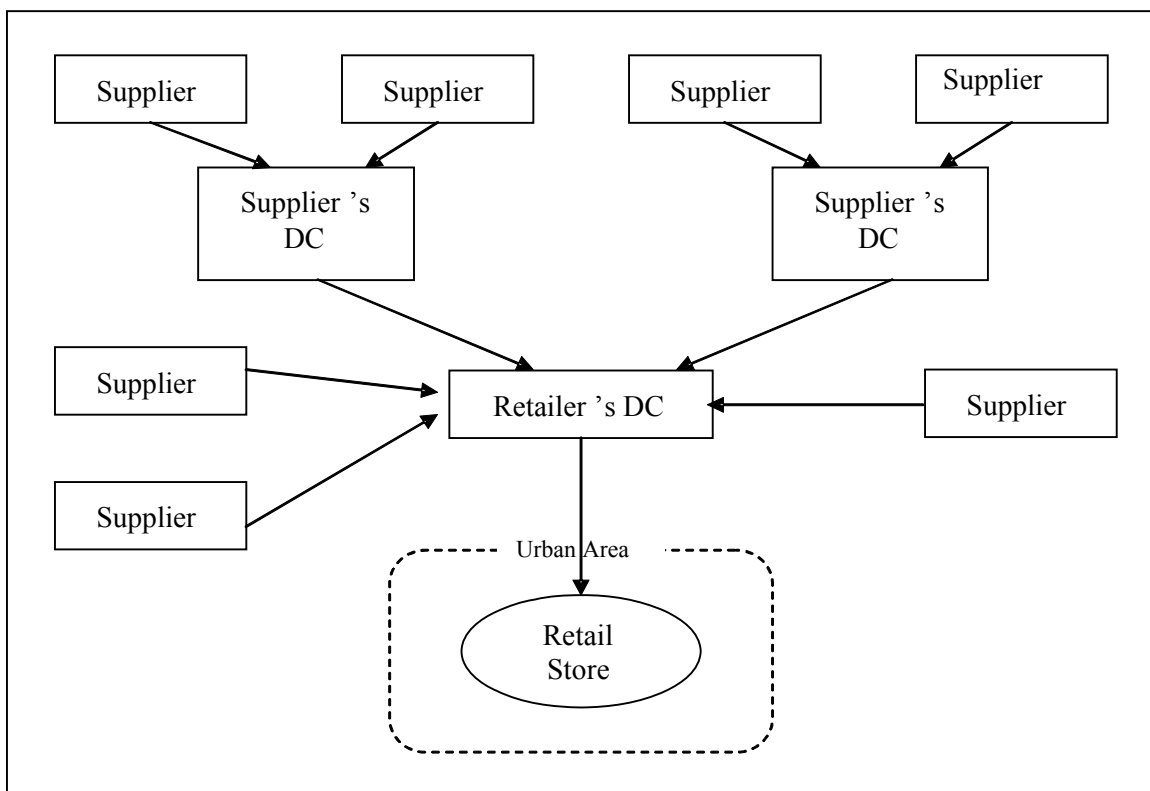 Supplier
Supplier
Supplier
Supplier
Supplier ’s
DC
Supplier ’s
DC
Supplier
Retailer ’s DC
Supplier
Supplier
Urban Area
Retail
Store